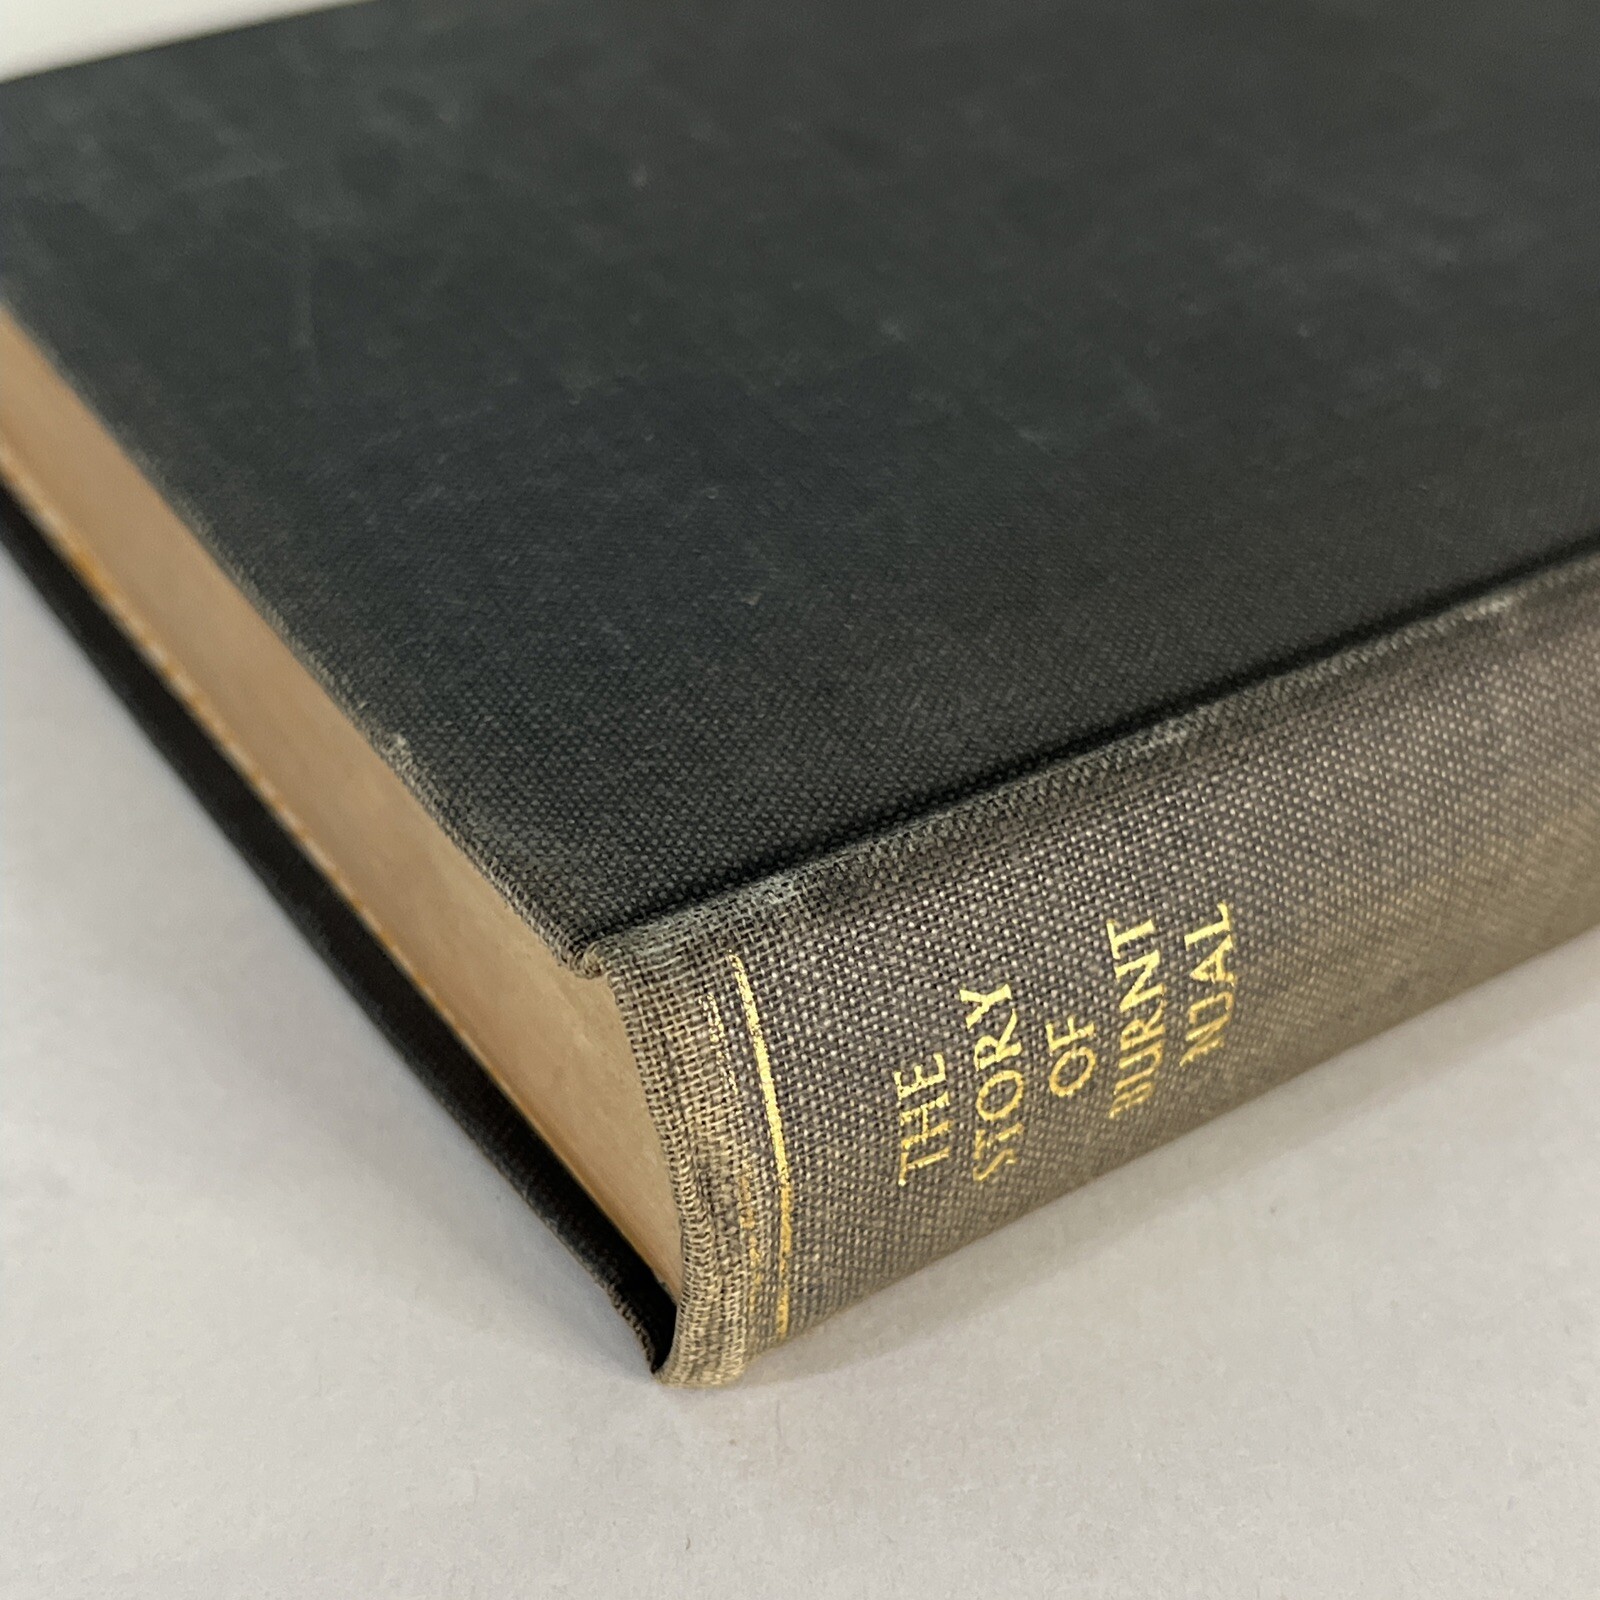 THE
STORY
OF
BURNT
NJAL